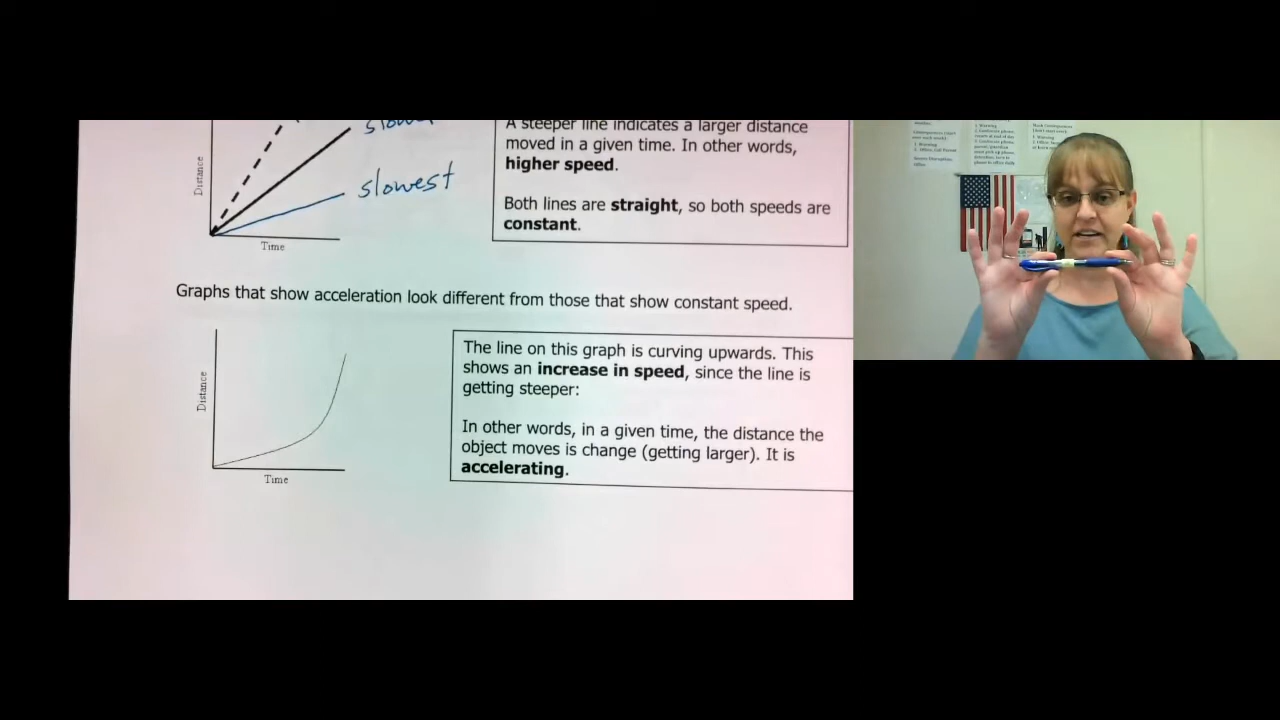 A steeper line indicates a larger distance
moved in a given time. In other words,
higher speed.
Both lines are straight, so both speeds are
constant.
Distance
slowest
Time
Graphs that show acceleration look different from those that show constant speed.
Distance
Time
The line on this graph is curving upwards. This
shows an increase in speed, since the line is
getting steeper:
In other words, in a given time, the distance the
object moves is change (getting larger). It is
accelerating.